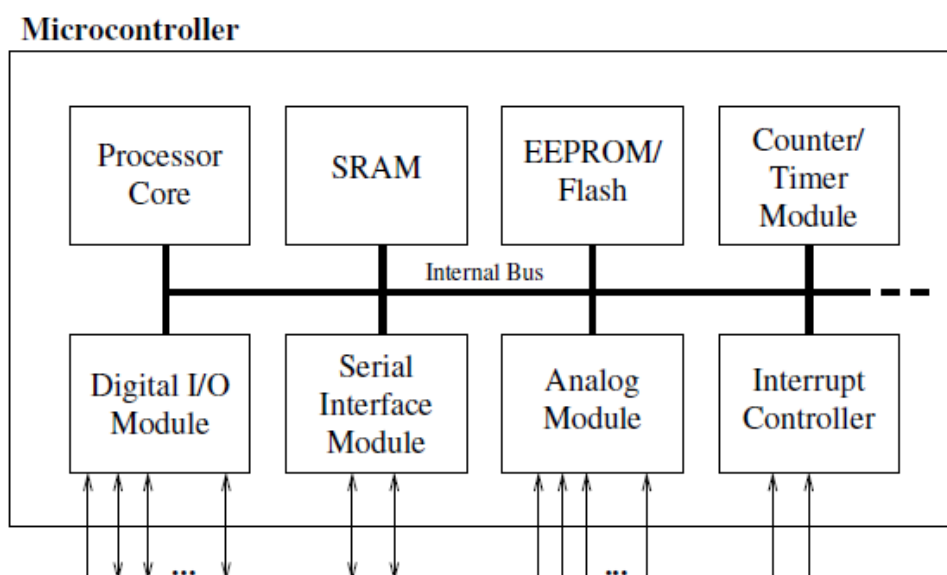 Microcontroller
Processor
Core
SRAM
EEPROM/
Flash
Counter/
Timer
Module
Internal Bus
Digital I/O
Module
Serial
Interface
Module
Analog
Module
Interrupt
Controller
...
...